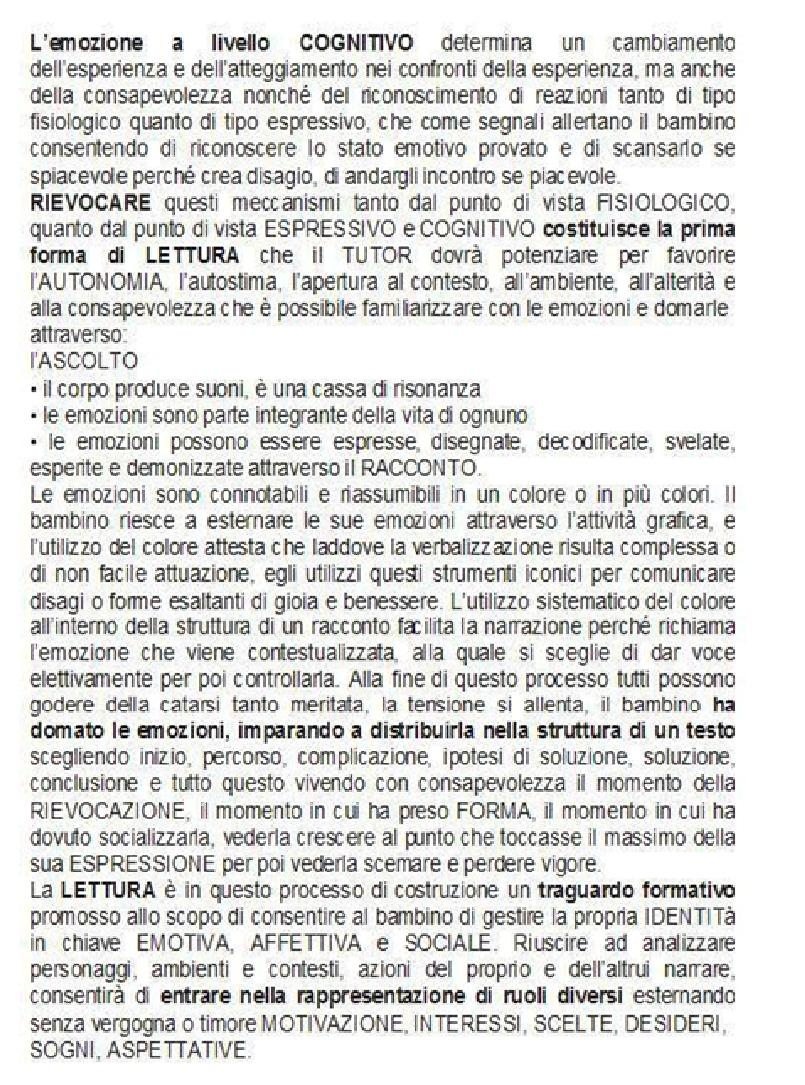 L'emozione a livello COGNITIVO determina un cambiamento
dell'esperienza e dell'atteggiamento nei confronti della esperienza, ma anche
della consapevolezza nonché del riconoscimento di reazioni tanto di tipo
fisiologico quanto di tipo espressivo, che come segnali allertano il bambino
consentendo di riconoscere lo stato emotivo provato e di scansarlo se
spiacevole perché crea disagio, di andargli incontro se piacevole.
RIEVOCARE questi meccanismi tanto dal punto di vista FISIOLOGICO,
quanto dal punto di vista ESPRESSIVO e COGNITIVO costituisce la prima
forma di LETTURA che il TUTOR dovrà potenziare per favorire
l'AUTONOMIA, l'autostima, l'apertura al contesto, all'ambiente, all'alterità e
alla consapevolezza che è possibile familiarizzare con le emozioni e domarle
attraverso:
l'ASCOLTO
• il corpo produce suoni, è una cassa di risonanza
• le emozioni sono parte integrante della vita di ognuno
• le emozioni possono essere espresse, disegnate, decodificate, svelate,
esperite e demonizzate attraverso il RACCONTO.
Le emozioni sono connotabili e riassumibili in un colore o in più colori. Il
bambino riesce a esternare le sue emozioni attraverso l'attività grafica, e
l'utilizzo del colore attesta che laddove la verbalizzazione risulta complessa o
di non facile attuazione, egli utilizzi questi strumenti iconici per comunicare
disagi o forme esaltanti di gioia e benessere. L'utilizzo sistematico del colore
all'interno della struttura di un racconto facilita la narrazione perché richiama
l'emozione che viene contestualizzata, alla quale si sceglie di dar voce
elettivamente per poi controllarla. Alla fine di questo processo tutti possono
godere della catarsi tanto meritata, la tensione si allenta, il bambino ha
domato le emozioni, imparando a distribuirla nella struttura di un testo
scegliendo inizio, percorso, complicazione, ipotesi di soluzione, soluzione,
conclusione e tutto questo vivendo con consapevolezza il momento della
RIEVOCAZIONE, il momento in cui ha preso FORMA, il momento in cui ha
dovuto socializzarla, vederla crescere al punto che toccasse il massimo della
sua ESPRESSIONE per poi vederla scemare e perdere vigore.
La LETTURA è in questo processo di costruzione un traguardo formativo
promosso allo scopo di consentire al bambino di gestire la propria IDENTITà
in chiave EMOTIVA, AFFETTIVA e SOCIALE. Riuscire ad analizzare
personaggi, ambienti e contesti, azioni del proprio e dell'altrui narrare,
consentirà di entrare nella rappresentazione di ruoli diversi esternando
senza vergogna o timore MOTIVAZIONE, INTERESSI, SCELTE, DESIDERI,
SOGNI, ASPETTATIVE.